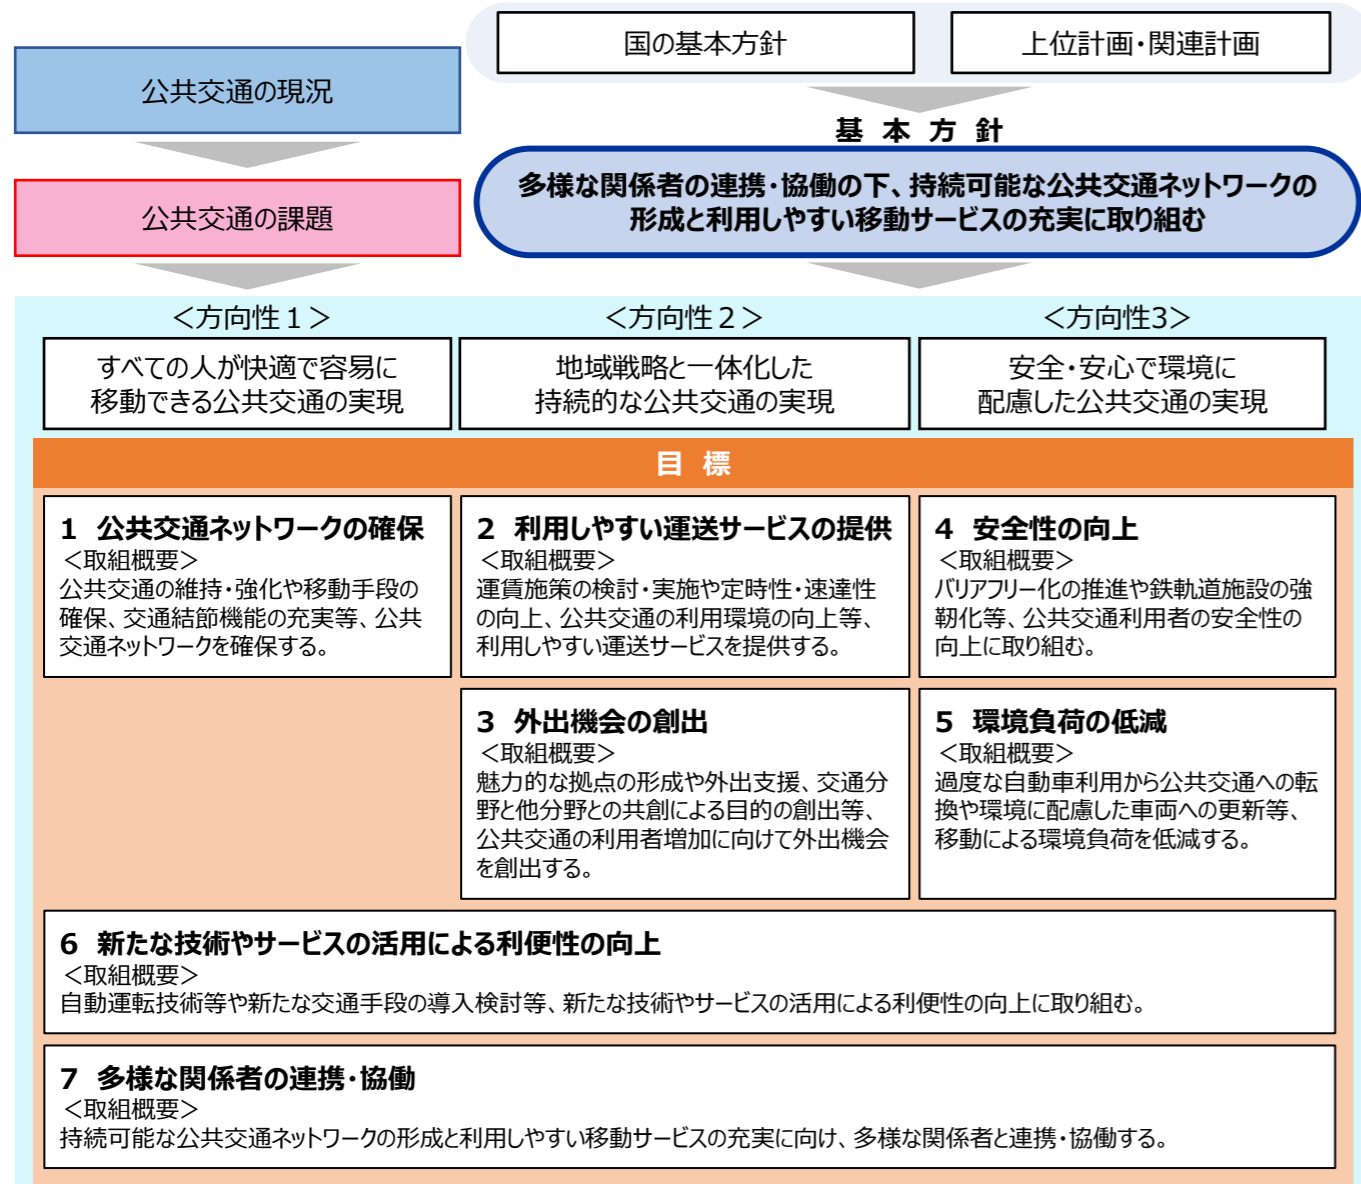 国の基本方針
上位計画・関連計画
公共交通の現況
基 本 方 針
公共交通の課題
多様な関係者の連携・協働の下、持続可能な公共交通ネットワークの
形成と利用しやすい移動サービスの充実に取り組む
＜方向性１＞
すべての人が快適で容易に
移動できる公共交通の実現
＜方向性２＞
地域戦略と一体化した
持続的な公共交通の実現
＜方向性3＞
安全・安心で環境に
配慮した公共交通の実現
目 標
1 公共交通ネットワークの確保
＜取組概要＞
公共交通の維持・強化や移動手段の
確保、交通結節機能の充実等、公共
交通ネットワークを確保する。
2 利用しやすい運送サービスの提供
＜取組概要＞
運賃施策の検討・実施や定時性・速達性
の向上、公共交通の利用環境の向上等、
利用しやすい運送サービスを提供する。
4 安全性の向上
＜取組概要＞
バリアフリー化の推進や鉄軌道施設の強
靭化等、公共交通利用者の安全性の
向上に取り組む。
3 外出機会の創出
＜取組概要＞
魅力的な拠点の形成や外出支援、交通分
野と他分野との共創による目的の創出等、
公共交通の利用者増加に向けて外出機会
を創出する。
5 環境負荷の低減
＜取組概要＞
過度な自動車利用から公共交通への転
換や環境に配慮した車両への更新等、
移動による環境負荷を低減する。
6 新たな技術やサービスの活用による利便性の向上
＜取組概要＞
自動運転技術等や新たな交通手段の導入検討等、新たな技術やサービスの活用による利便性の向上に取り組む。
7 多様な関係者の連携・協働
＜取組概要＞
持続可能な公共交通ネットワークの形成と利用しやすい移動サービスの充実に向け、多様な関係者と連携・協働する。